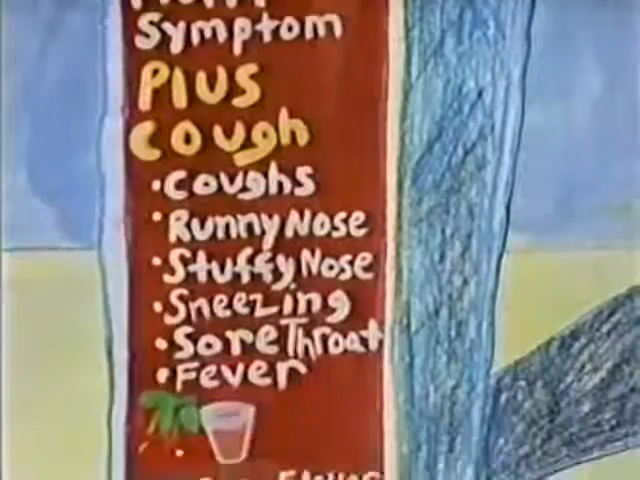 Symptom
Plus
Cough
•Coughs
•Runny Nose
•Stuffy Nose
•Sneezing
•Sore Throat
•Fever